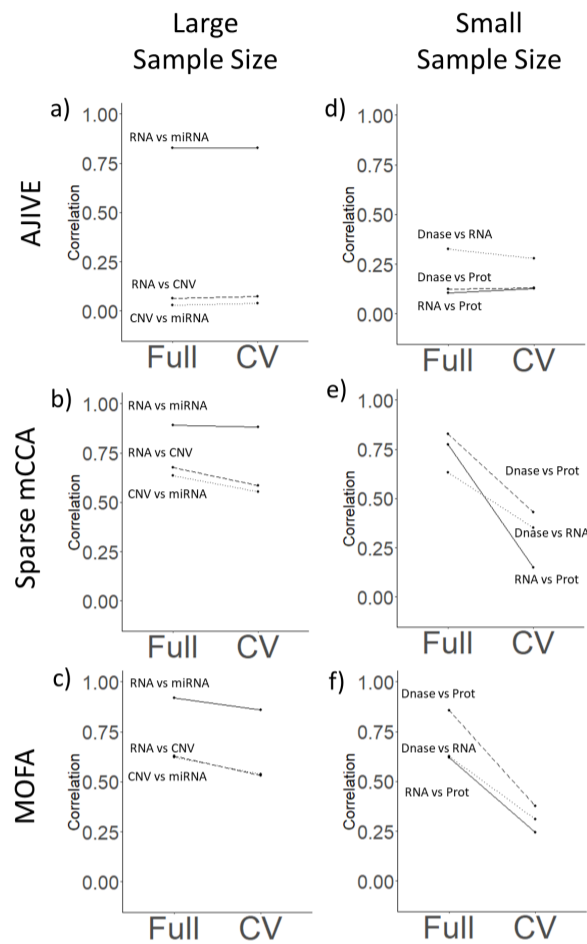 Large
Sample Size
Small
Sample Size
AJIVE
a)
1.00
0.75
0.50
0.25
0.00
Correlation
RNA vs miRNA
RNA vs CNV
CNV vs miRNA
Full CV
d)
1.00
0.75
0.50
0.25
0.00
Correlation
Dnase vs RNA
Dnase vs Prot
RNA vs Prot
Full CV
Sparse mCCA
b)
1.00
0.75
0.50
0.25
0.00
Correlation
RNA vs miRNA
RNA vs CNV
CNV vs miRNA
Full CV
e)
1.00
0.75
0.50
0.25
0.00
Correlation
Dnase vs Prot
Dnase vs RNA
RNA vs Prot
Full CV
MOFA
c)
1.00
0.75
0.50
0.25
0.00
Correlation
RNA vs miRNA
RNA vs CNV
CNV vs miRNA
Full CV
f)
1.00
0.75
0.50
0.25
0.00
Correlation
Dnase vs Prot
Dnase vs RNA
RNA vs Prot
Full CV